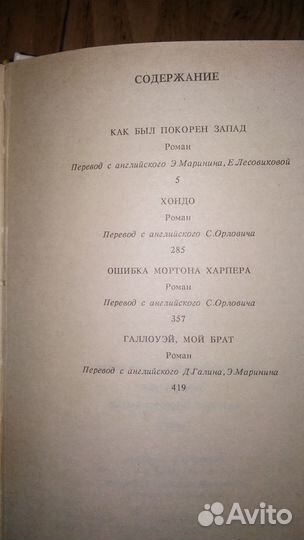 СОДЕРЖАНИЕ
КАК БЫЛ ПОКОРЕН ЗАПАД
Роман
Перевод с английского Э.Маринина, Е.Лесовиковой
5
ХОНДО
Роман
Перевод с английского С.Орловича
285
ОШИБКА МОРТОНА ХАРПЕРА
Роман
Перевод с английского С.Орловича
357
ГАЛЛОУЭЙ, МОЙ БРАТ
Роман
Перевод с английского Д.Галина, Э.Маринина
419
Avito